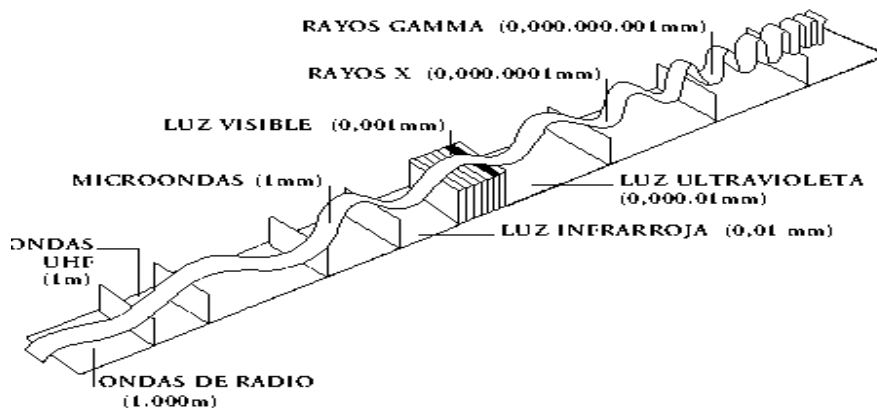 RAYOS GAMMA (0,000.000.001mm)
RAYOS X (0,000.0001mm)
LUZ VISIBLE (0,001mm)
MICROONDAS (1mm)
LUZ ULTRAVIOLETA
(0,000.01mm)
LUZ INFRARROJA (0,01 mm)
ONDAS
UHF
(1m)
ONDAS DE RADIO
(1.000m)